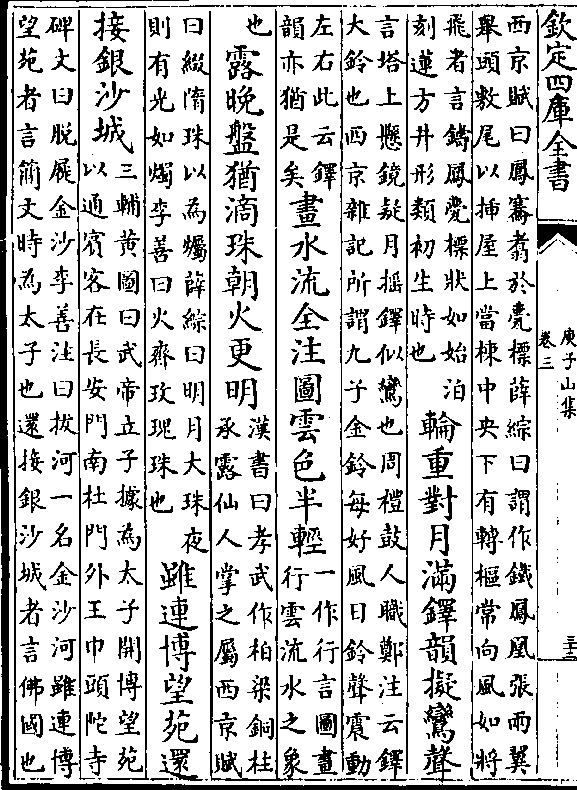 欽定四庫全書
庚子山集
卷三
西京賦曰鳳騫翥於甍標薛綜曰謂作鐵鳳凰張兩翼
舉頭敷尾以揷屋上當棟中央下有轉樞常向風如將
飛者言鑄鳳甍標狀如始泊
刻蓮方井形類初生時也
輪重對月滿鐸韻擬鸞聲
言塔上懸鏡疑月揺鐸似鸞也周禮鼓人職鄭注云鐸
大鈴也西京雜記所謂九子金鈴每好風日鈴聲震動
左右此云鐸
韻亦猶是矣
畫水流全注圖雲色半輕
一作行言圖畫
行雲流水之象
也
露晚盤猶滴珠朝火更明
漢書曰孝武作柏梁銅柱
承露仙人掌之屬西京賦
曰綴隋珠以為燭薛綜曰明月大珠夜
則有光如燭李善曰火齊玫瑰珠也
雖連博望苑還
接銀沙城
三輔黄圖曰武帝立子據為太子開博望苑
以通賓客在長安門南杜門外王巾頭陀寺
碑文曰脱屣金沙李善注曰拔河一名金沙河雖連博
望苑者言簡文時為太子也還接銀沙城者言佛國也